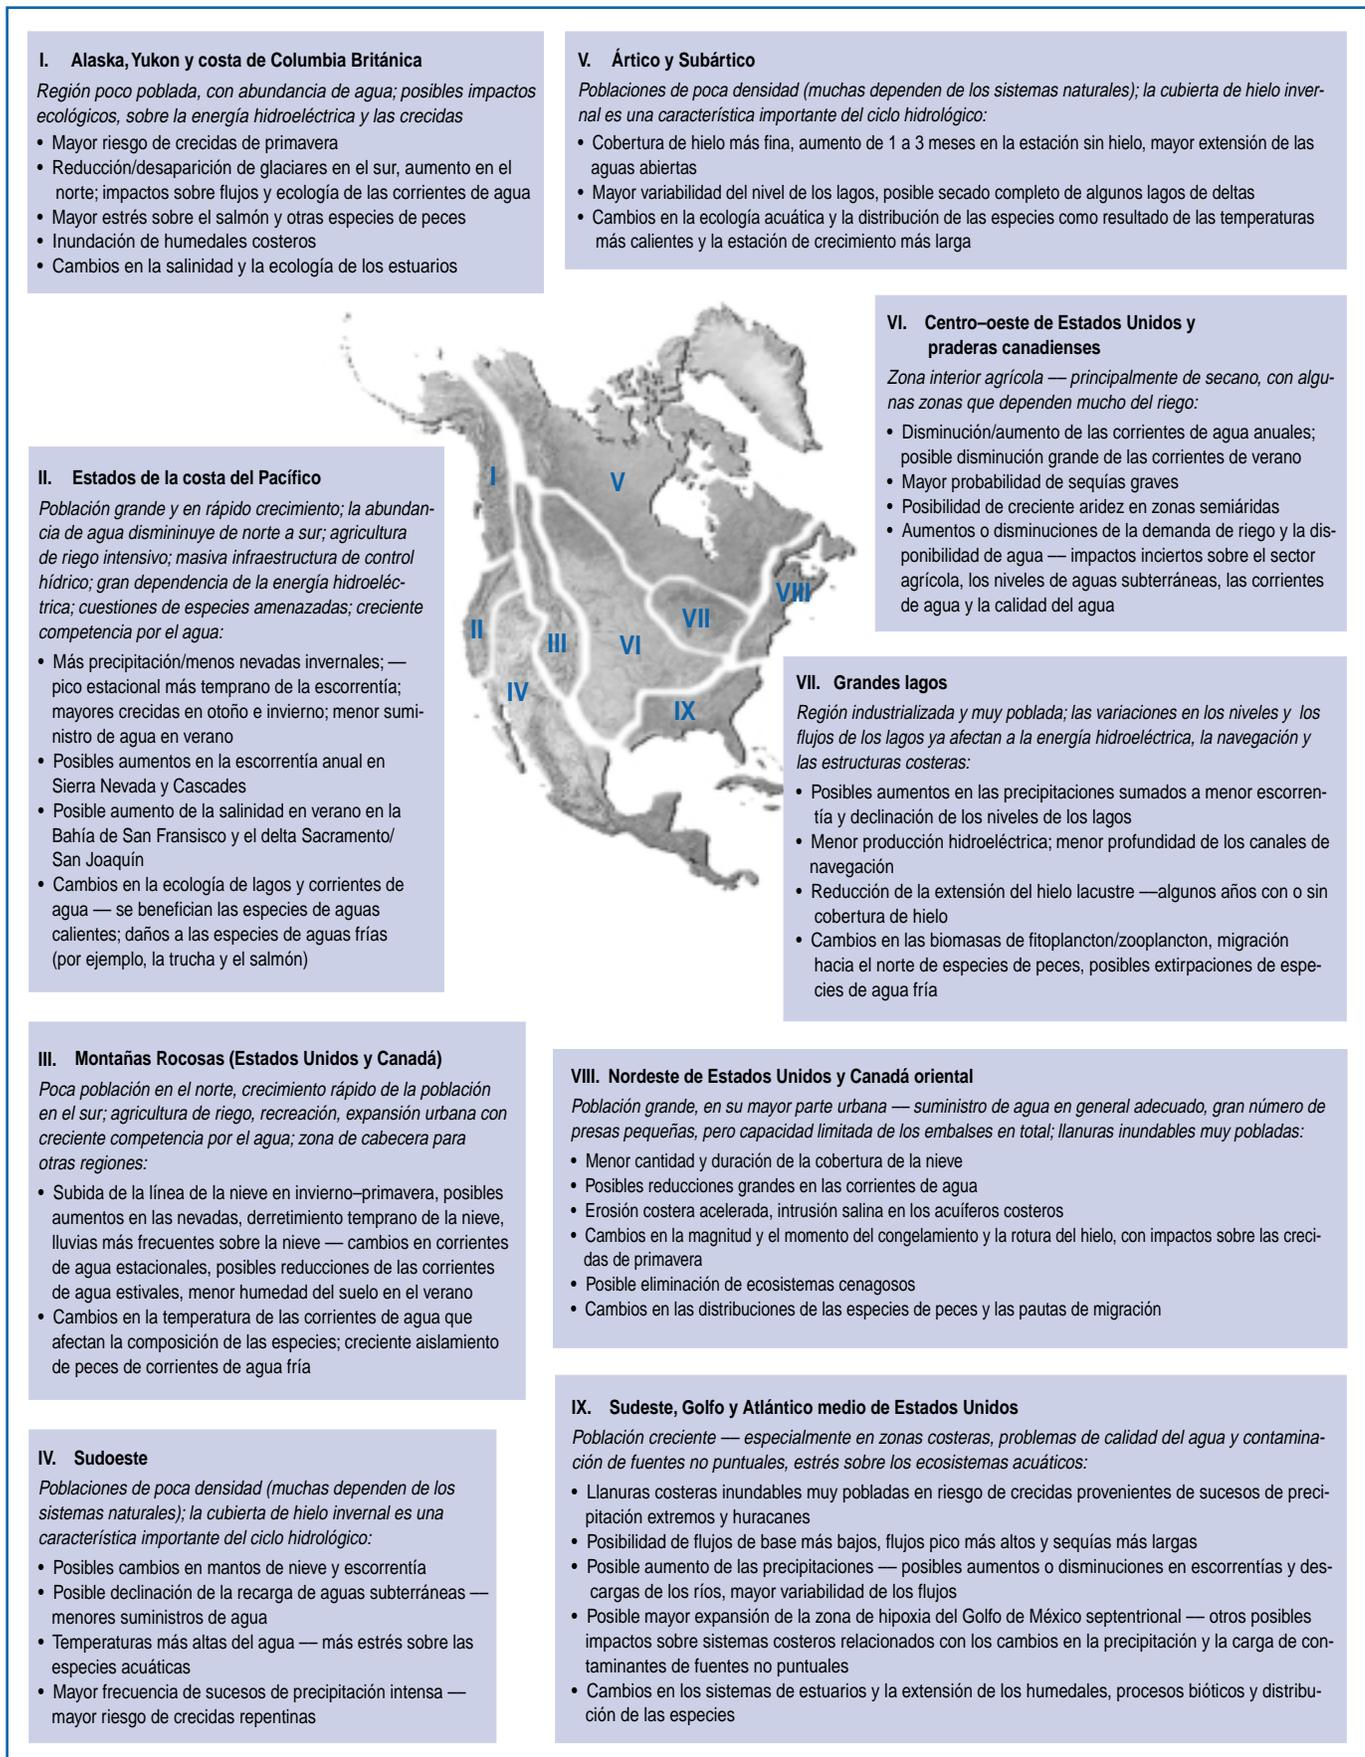 I. Alaska, Yukon y costa de Columbia Británica
Región poco poblada, con abundancia de agua; posibles impactos
ecológicos, sobre la energía hidroeléctrica y las crecidas
• Mayor riesgo de crecidas de primavera
• Reducción/desaparición de glaciares en el sur, aumento en el
norte; impactos sobre flujos y ecología de las corrientes de agua
• Mayor estrés sobre el salmón y otras especies de peces
• Inundación de humedales costeros
• Cambios en la salinidad y la ecología de los estuarios
II. Estados de la costa del Pacífico
Población grande y en rápido crecimiento; la abundan-
cia de agua dismininuye de norte a sur; agricultura
de riego intensivo; masiva infraestructura de control
hídrico; gran dependencia de la energía hidroeléc-
trica; cuestiones de especies amenazadas; creciente
competencia por el agua:
• Más precipitación/menos nevadas invernales; —
pico estacional más temprano de la escorrentía;
mayores crecidas en otoño e invierno; menor sumi-
nistro de agua en verano
• Posibles aumentos en la escorrentía anual en
Sierra Nevada y Cascades
• Posible aumento de la salinidad en verano en la
Bahía de San Fransisco y el delta Sacramento/
San Joaquín
• Cambios en la ecología de lagos y corrientes de
agua — se benefician las especies de aguas
calientes; daños a las especies de aguas frías
(por ejemplo, la trucha y el salmón)
III. Montañas Rocosas (Estados Unidos y Canadá)
Poca población en el norte, crecimiento rápido de la población
en el sur; agricultura de riego, recreación, expansión urbana con
creciente competencia por el agua; zona de cabecera para
otras regiones:
• Subida de la línea de la nieve en invierno–primavera, posibles
aumentos en las nevadas, derretimiento temprano de la nieve,
lluvias más frecuentes sobre la nieve — cambios en corrientes
de agua estacionales, posibles reducciones de las corrientes
de agua estivales, menor humedad del suelo en el verano
• Cambios en la temperatura de las corrientes de agua que
afectan la composición de las especies; creciente aislamiento
de peces de corrientes de agua fría
IV. Sudoeste
Poblaciones de poca densidad (muchas dependen de los
sistemas naturales); la cubierta de hielo invernal es una
característica importante del ciclo hidrológico:
• Posibles cambios en mantos de nieve y escorrentía
• Posible declinación de la recarga de aguas subterráneas —
menores suministros de agua
• Temperaturas más altas del agua — más estrés sobre las
especies acuáticas
• Mayor frecuencia de sucesos de precipitación intensa —
mayor riesgo de crecidas repentinas
V. Ártico y Subártico
Poblaciones de poca densidad (muchas dependen de los sistemas naturales); la cubierta de hielo inver-
nal es una característica importante del ciclo hidrológico:
• Cobertura de hielo más fina, aumento de 1 a 3 meses en la estación sin hielo, mayor extensión de las
aguas abiertas
• Mayor variabilidad del nivel de los lagos, posible secado completo de algunos lagos de deltas
• Cambios en la ecología acuática y la distribución de las especies como resultado de las temperaturas
más calientes y la estación de crecimiento más larga
VI. Centro–oeste de Estados Unidos y
praderas canadienses
Zona interior agrícola — principalmente de secano, con algu-
nas zonas que dependen mucho del riego:
• Disminución/aumento de las corrientes de agua anuales;
posible disminución grande de las corrientes de verano
• Mayor probabilidad de sequías graves
• Posibilidad de creciente aridez en zonas semiáridas
• Aumentos o disminuciones de la demanda de riego y la dis-
ponibilidad de agua — impactos inciertos sobre el sector
agrícola, los niveles de aguas subterráneas, las corrientes
de agua y la calidad del agua
VII. Grandes lagos
Región industrializada y muy poblada; las variaciones en los niveles y los
flujos de los lagos ya afectan a la energía hidroeléctrica, la navegación y
las estructuras costeras:
• Posibles aumentos en las precipitaciones sumados a menor escorren-
tía y declinación de los niveles de los lagos
• Menor producción hidroeléctrica; menor profundidad de los canales de
navegación
• Reducción de la extensión del hielo lacustre —algunos años con o sin
cobertura de hielo
• Cambios en las biomasas de fitoplancton/zooplancton, migración
hacia el norte de especies de peces, posibles extirpaciones de espe-
cies de agua fría
VIII. Nordeste de Estados Unidos y Canadá oriental
Población grande, en su mayor parte urbana — suministro de agua en general adecuado, gran número de
presas pequeñas, pero capacidad limitada de los embalses en total; llanuras inundables muy pobladas:
• Menor cantidad y duración de la cobertura de la nieve
• Posibles reducciones grandes en las corrientes de agua
• Erosión costera acelerada, intrusión salina en los acuíferos costeros
• Cambios en la magnitud y el momento del congelamiento y la rotura del hielo, con impactos sobre las creci-
das de primavera
• Posible eliminación de ecosistemas cenagosos
• Cambios en las distribuciones de las especies de peces y las pautas de migración
IX. Sudeste, Golfo y Atlántico medio de Estados Unidos
Población creciente — especialmente en zonas costeras, problemas de calidad del agua y contamina-
ción de fuentes no puntuales, estrés sobre los ecosistemas acuáticos:
• Llanuras costeras inundables muy pobladas en riesgo de crecidas provenientes de sucesos de preci-
pitación extremos y huracanes
• Posibilidad de flujos de base más bajos, flujos pico más altos y sequías más largas
• Posible aumento de las precipitaciones — posibles aumentos o disminuciones en escorrentías y des-
cargas de los ríos, mayor variabilidad de los flujos
• Posible mayor expansión de la zona de hipoxia del Golfo de México septentrional — otros posibles
impactos sobre sistemas costeros relacionados con los cambios en la precipitación y la carga de con-
taminantes de fuentes no puntuales
• Cambios en los sistemas de estuarios y la extensión de los humedales, procesos bióticos y distribu-
ción de las especies
I
V
VIII
VII
II
III
VI
IV
IX